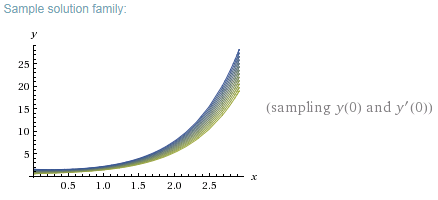 Sample solution family:
y
25
20
15
10
5
0.5 1.0 1.5 2.0 2.5 x
(sampling y(0) and y′(0))